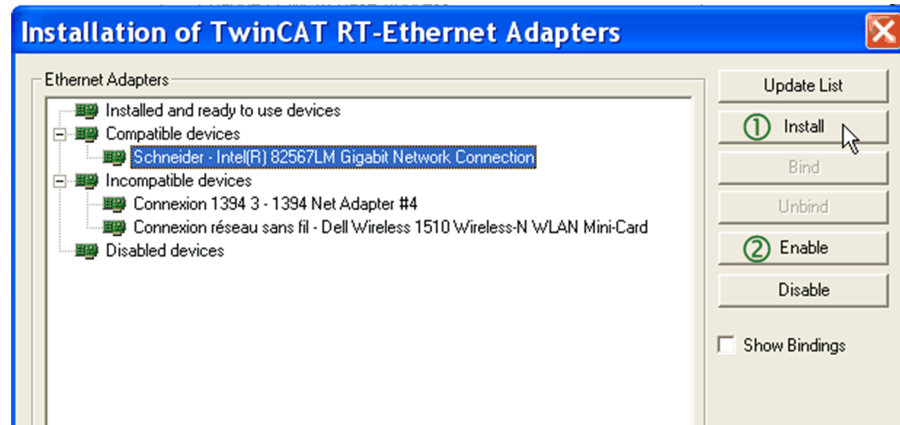 Installation of TwinCAT RT-Ethernet Adapters
Ethernet Adapters
Installed and ready to use devices
Compatible devices
Schneider - Intel(R) 82567LM Gigabit Network Connection
Incompatible devices
Connexion 1394 3 - 1394 Net Adapter #4
Connexion réseau sans fil - Dell Wireless 1510 Wireless-N WLAN Mini-Card
Disabled devices
Update List
① Install
Bind
Unbind
② Enable
Disable
Show Bindings